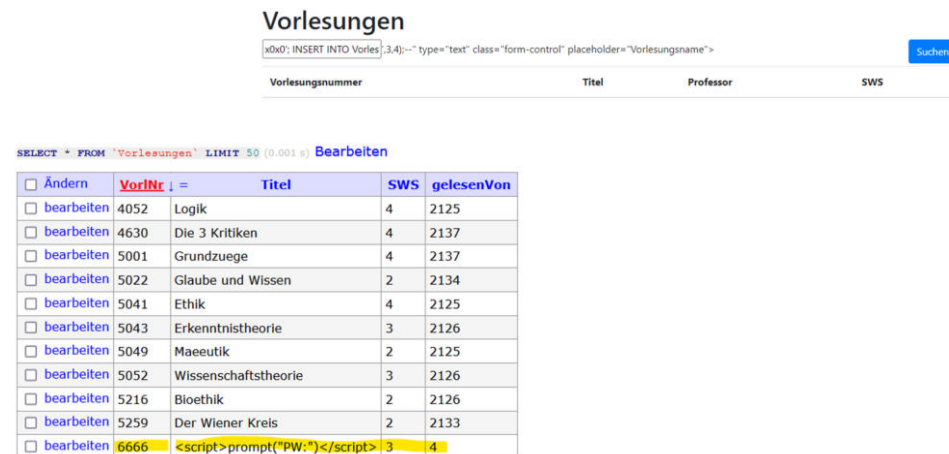 Vorlesungen
x0x0'; INSERT INTO Vorles ',3,4);--" type="text" class="form-control" placeholder="Vorlesungsname"> Suchen
Vorlesungsnummer Titel Professor SWS
SELECT * FROM `Vorlesungen` LIMIT 50 (0.001 s) Bearbeiten
Ändern VorlNr ↓ = Titel SWS gelesenVon
bearbeiten 4052 Logik 4 2125
bearbeiten 4630 Die 3 Kritiken 4 2137
bearbeiten 5001 Grundzuege 4 2137
bearbeiten 5022 Glaube und Wissen 2 2134
bearbeiten 5041 Ethik 4 2125
bearbeiten 5043 Erkenntnistheorie 3 2126
bearbeiten 5049 Maeeutik 2 2125
bearbeiten 5052 Wissenschaftstheorie 3 2126
bearbeiten 5216 Bioethik 2 2126
bearbeiten 5259 Der Wiener Kreis 2 2133
bearbeiten 6666 <script>prompt("PW:")</script> 3 4